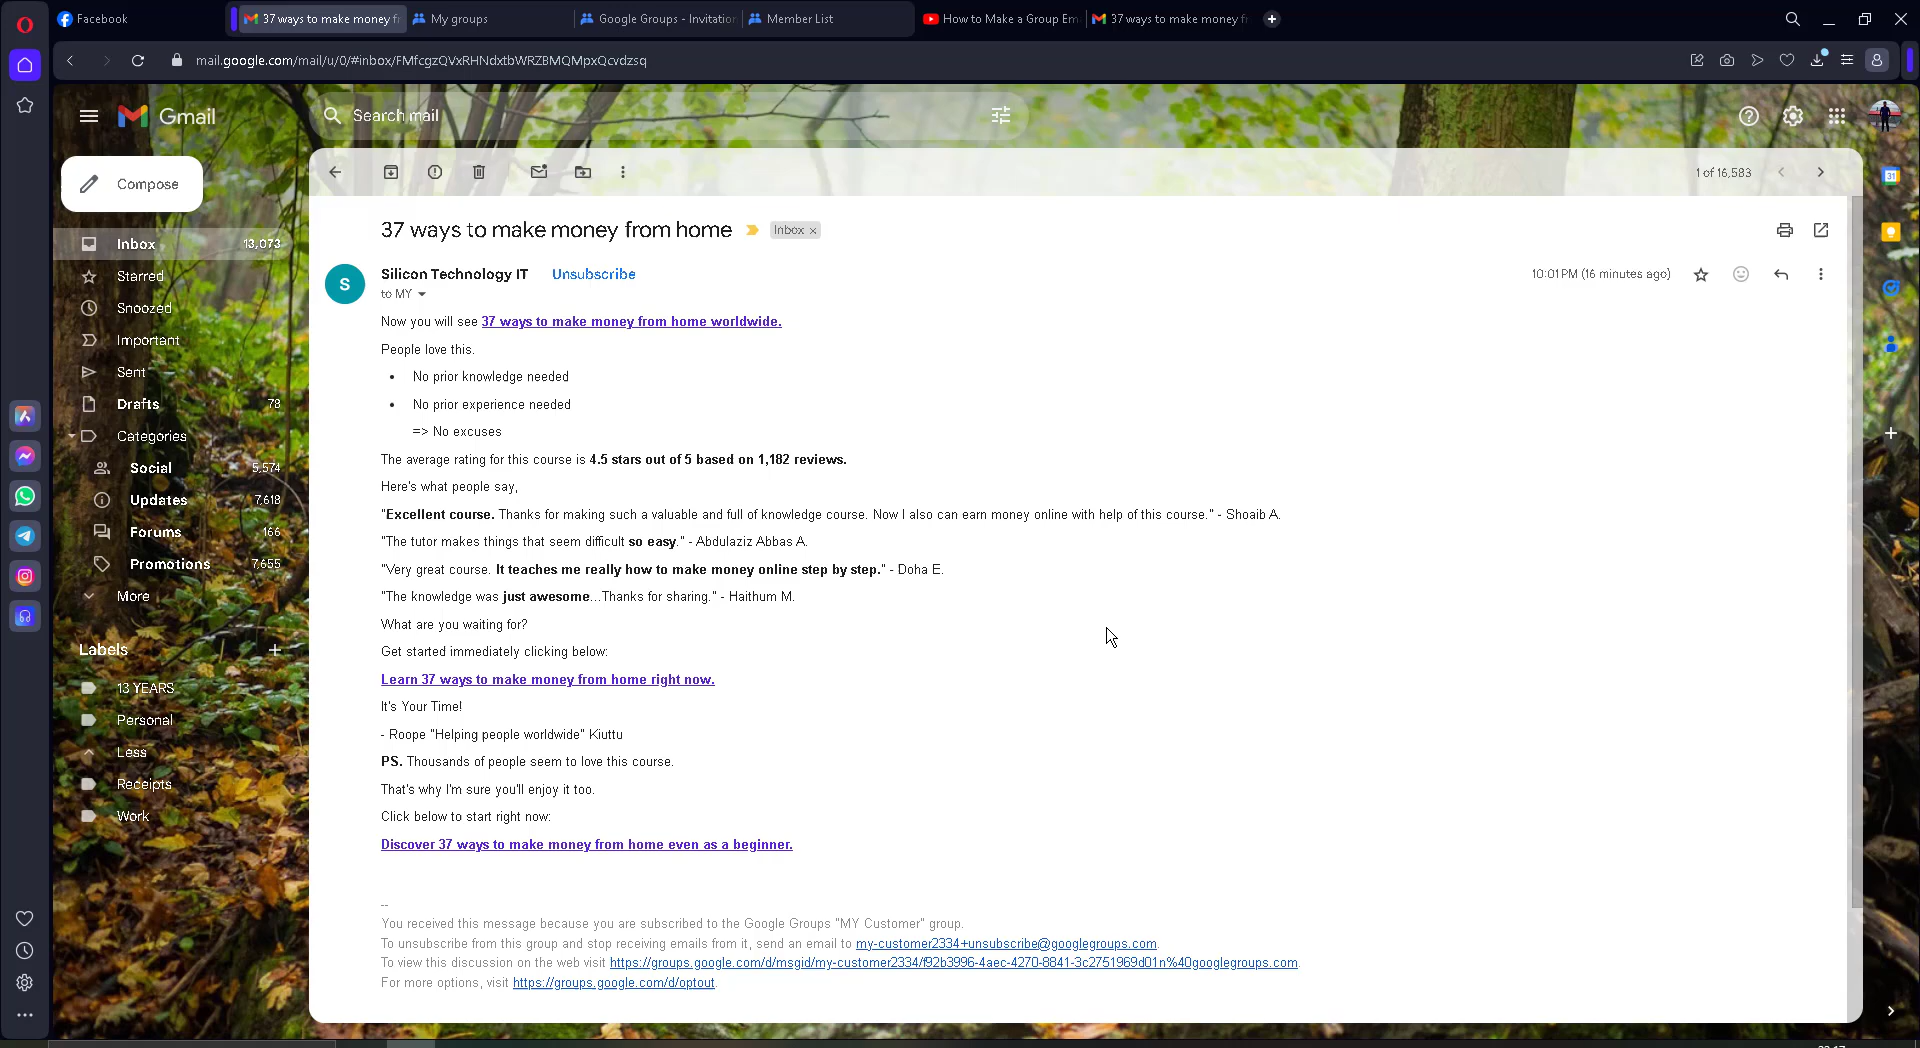 Facebook
37 ways to make money f
My groups
Google Groups - Invitation
Member List
How to Make a Group Em
37 ways to make money f
mail.google.com/mail/u/0/#inbox/FMfcgzQVxRHNdxtbWRZBMQMpxQcvdzsq
Gmail
Search mail
Compose
1 of 16,583
Inbox 13,073
Starred
Snoozed
Important
Sent
Drafts 78
Categories
Social 5,574
Updates 7,618
Forums 166
Promotions 7,655
More
Labels
13 YEARS
Personal
Less
Receipts
Work
37 ways to make money from home
Inbox x
S
Silicon Technology IT Unsubscribe
10:01 PM (16 minutes ago)
to MY
Now you will see 37 ways to make money from home worldwide.
People love this.
• No prior knowledge needed
• No prior experience needed
=> No excuses
The average rating for this course is 4.5 stars out of 5 based on 1,182 reviews.
Here's what people say,
"Excellent course. Thanks for making such a valuable and full of knowledge course. Now I also can earn money online with help of this course." - Shoaib A.
"The tutor makes things that seem difficult so easy." - Abdulaziz Abbas A.
"Very great course. It teaches me really how to make money online step by step." - Doha E.
"The knowledge was just awesome...Thanks for sharing." - Haithum M.
What are you waiting for?
Get started immediately clicking below:
Learn 37 ways to make money from home right now.
It's Your Time!
- Roope "Helping people worldwide" Kiuttu
PS. Thousands of people seem to love this course.
That's why I'm sure you'll enjoy it too.
Click below to start right now:
Discover 37 ways to make money from home even as a beginner.
--
You received this message because you are subscribed to the Google Groups "MY Customer" group.
To unsubscribe from this group and stop receiving emails from it, send an email to my-customer2334+unsubscribe@googlegroups.com.
To view this discussion on the web visit https://groups.google.com/d/msgid/my-customer2334/f92b3996-4aec-4270-8841-3c2751969d01n%40googlegroups.com.
For more options, visit https://groups.google.com/d/optout.
31